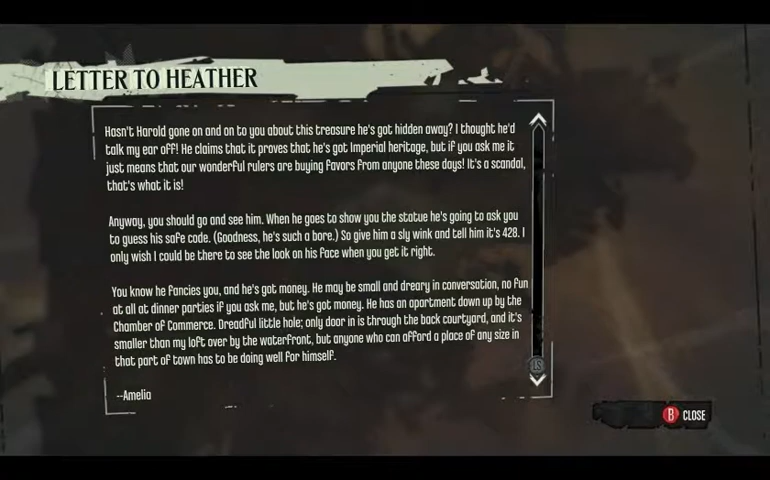 LETTER TO HEATHER
Hasn't Harold gone on and on to you about this treasure he's got hidden away? I thought he'd
talk my ear off! He claims that it proves that he's got Imperial heritage, but if you ask me it
just means that our wonderful rulers are buying favors from anyone these days! It's a scandal,
that's what it is!
Anyway, you should go and see him. When he goes to show you the statue he's going to ask you
to guess his safe code. (Goodness, he's such a bore.) So give him a sly wink and tell him it's 428. I
only wish I could be there to see the look on his face when you get it right.
You know he fancies you, and he's got money. He may be small and dreary in conversation, no fun
at all at dinner parties if you ask me, but he's got money. He has an apartment down up by the
Chamber of Commerce. Dreadful little hole; only door in is through the back courtyard, and it's
smaller than my loft over by the waterfront, but anyone who can afford a place of any size in
that part of town has to be doing well for himself.
--Amelia
B CLOSE